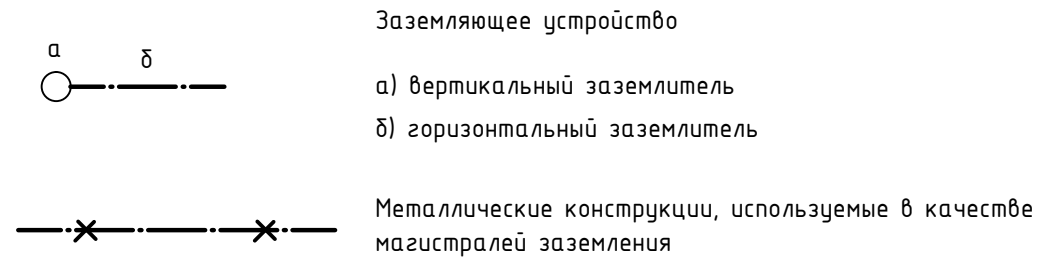 Заземляющее устройство
а б
а) вертикальный заземлитель
б) горизонтальный заземлитель
Металлические конструкции, используемые в качестве
магистралей заземления